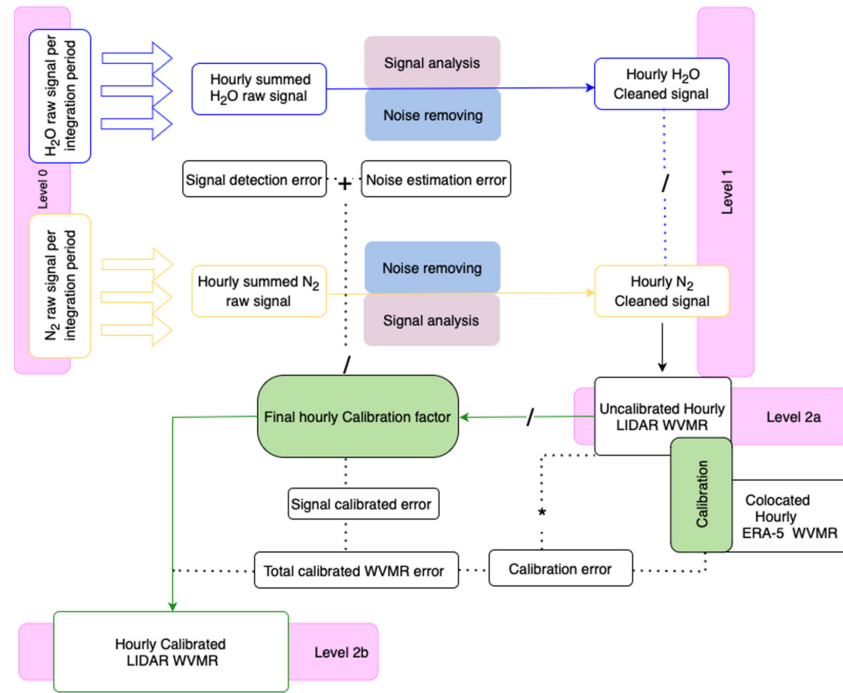 H2O raw signal per
integration period
Level 0
Hourly summed
H2O raw signal
Signal analysis
Noise removing
Hourly H2O
Cleaned signal
Level 1
Signal detection error
+
Noise estimation error
/
N2 raw signal per
integration period
Hourly summed N2
raw signal
Noise removing
Signal analysis
Hourly N2
Cleaned signal
/
Final hourly Calibration factor
/
Uncalibrated Hourly
LIDAR WVMR
Level 2a
Calibration
Colocated
Hourly
ERA-5 WVMR
Signal calibrated error
*
Total calibrated WVMR error
Calibration error
Hourly Calibrated
LIDAR WVMR
Level 2b